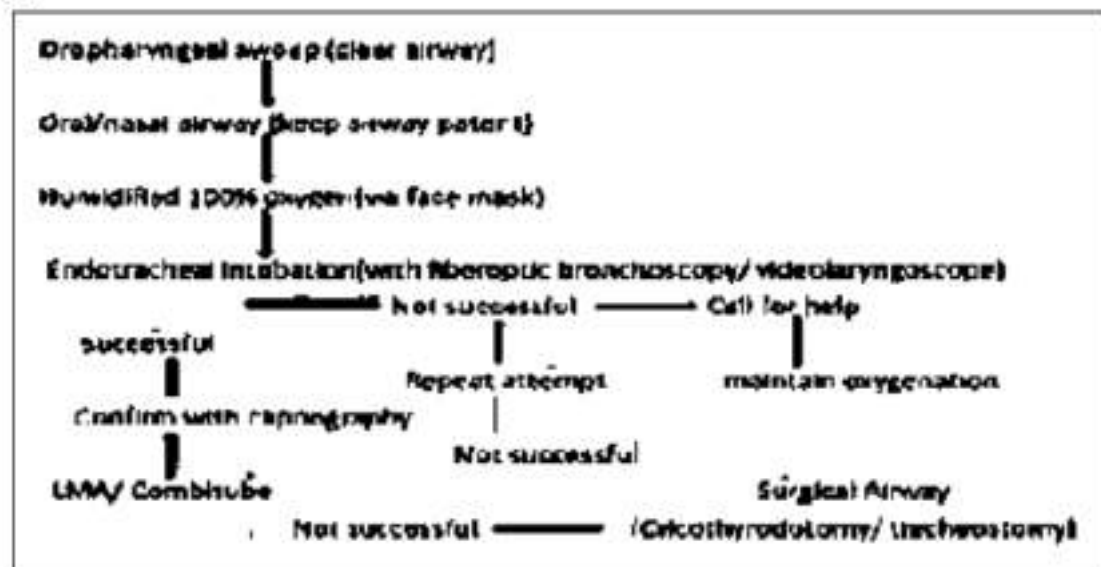 Oropharyngeal sweep (clear airway)
Oral/nasal airway (keep airway patent)
Humidified 100% oxygen (via face mask)
Endotracheal Intubation(with fiberoptic bronchoscopy/ videolaryngoscope)
Not successful Call for help
successful
Repeat attempt maintain oxygenation
Confirm with capnography
Not successful
LMA/ Combitube Surgical Airway
Not successful (Cricothyrodotomy/ tracheostomy)